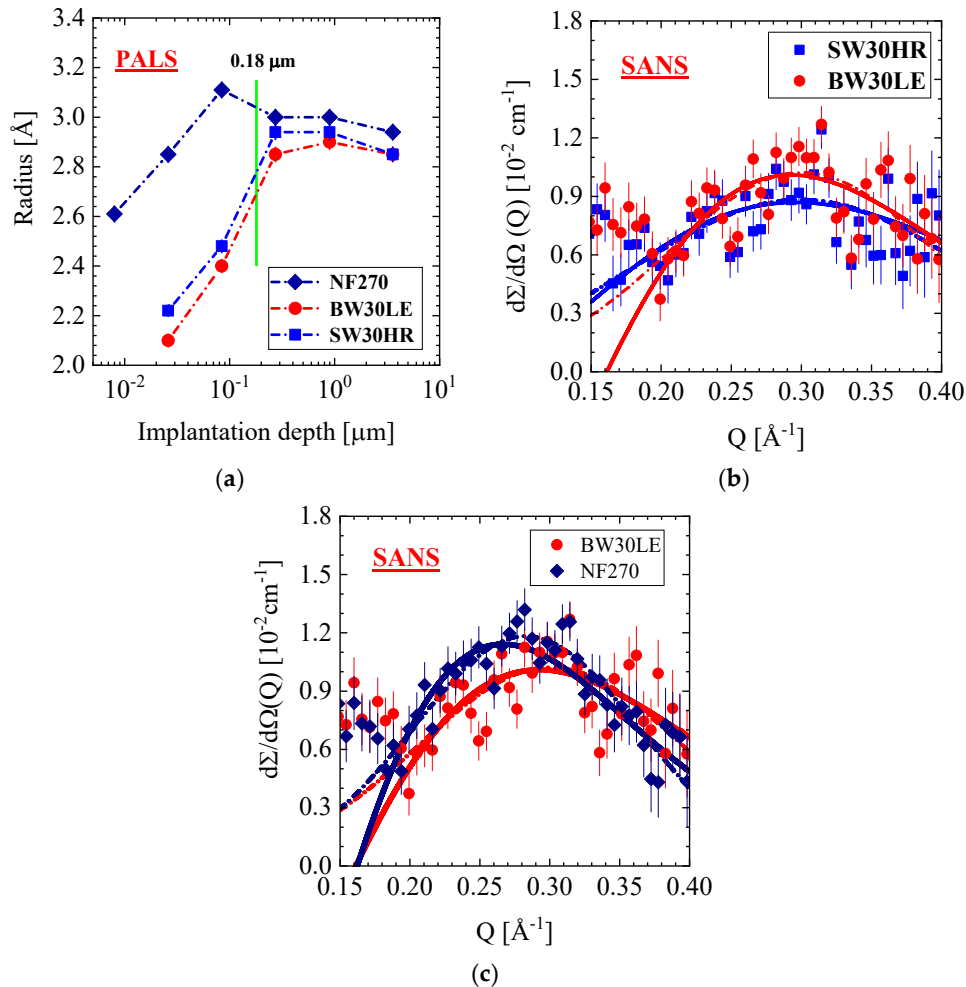 PALS
0.18 μm
3.4
3.2
3.0
2.8
2.6
2.4
2.2
2.0
Radius [Å]
NF270
BW30LE
SW30HR
10⁻² 10⁻¹ 10⁰ 10¹
Implantation depth [μm]
(a)
SANS
SW30HR
BW30LE
1.8
1.5
1.2
0.9
0.6
0.3
0.0
dΣ/dΩ (Q) [10⁻² cm⁻¹]
0.15 0.20 0.25 0.30 0.35 0.40
Q [Å⁻¹]
(b)
SANS
BW30LE
NF270
1.8
1.5
1.2
0.9
0.6
0.3
0.0
dΣ/dΩ(Q) [10⁻²cm⁻¹]
0.15 0.20 0.25 0.30 0.35 0.40
Q [Å⁻¹]
(c)